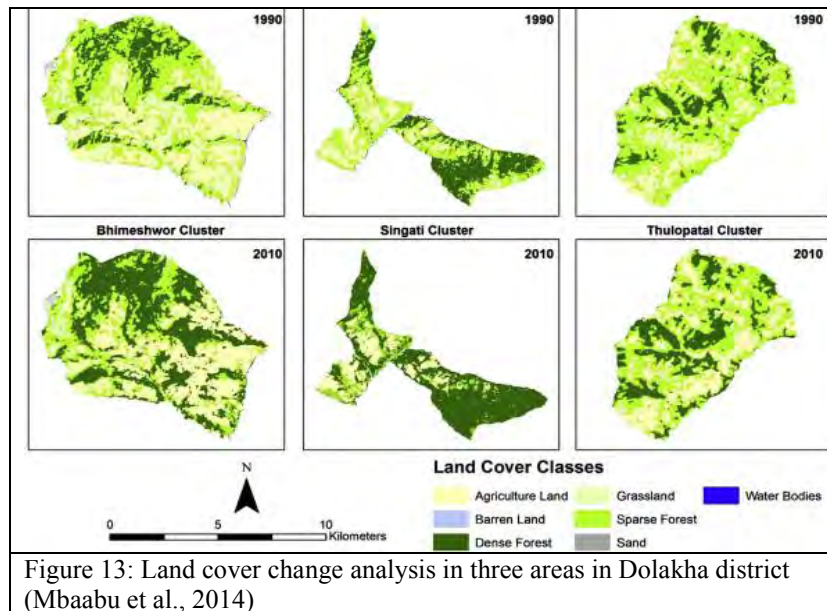 1990
1990
1990
Bhimeshwor Cluster
Singati Cluster
Thulopatal Cluster
2010
2010
2010
N
0 5 10
Kilometers
Land Cover Classes
Agriculture Land
Grassland
Water Bodies
Barren Land
Sparse Forest
Dense Forest
Sand
Figure 13: Land cover change analysis in three areas in Dolakha district
(Mbaabu et al., 2014)